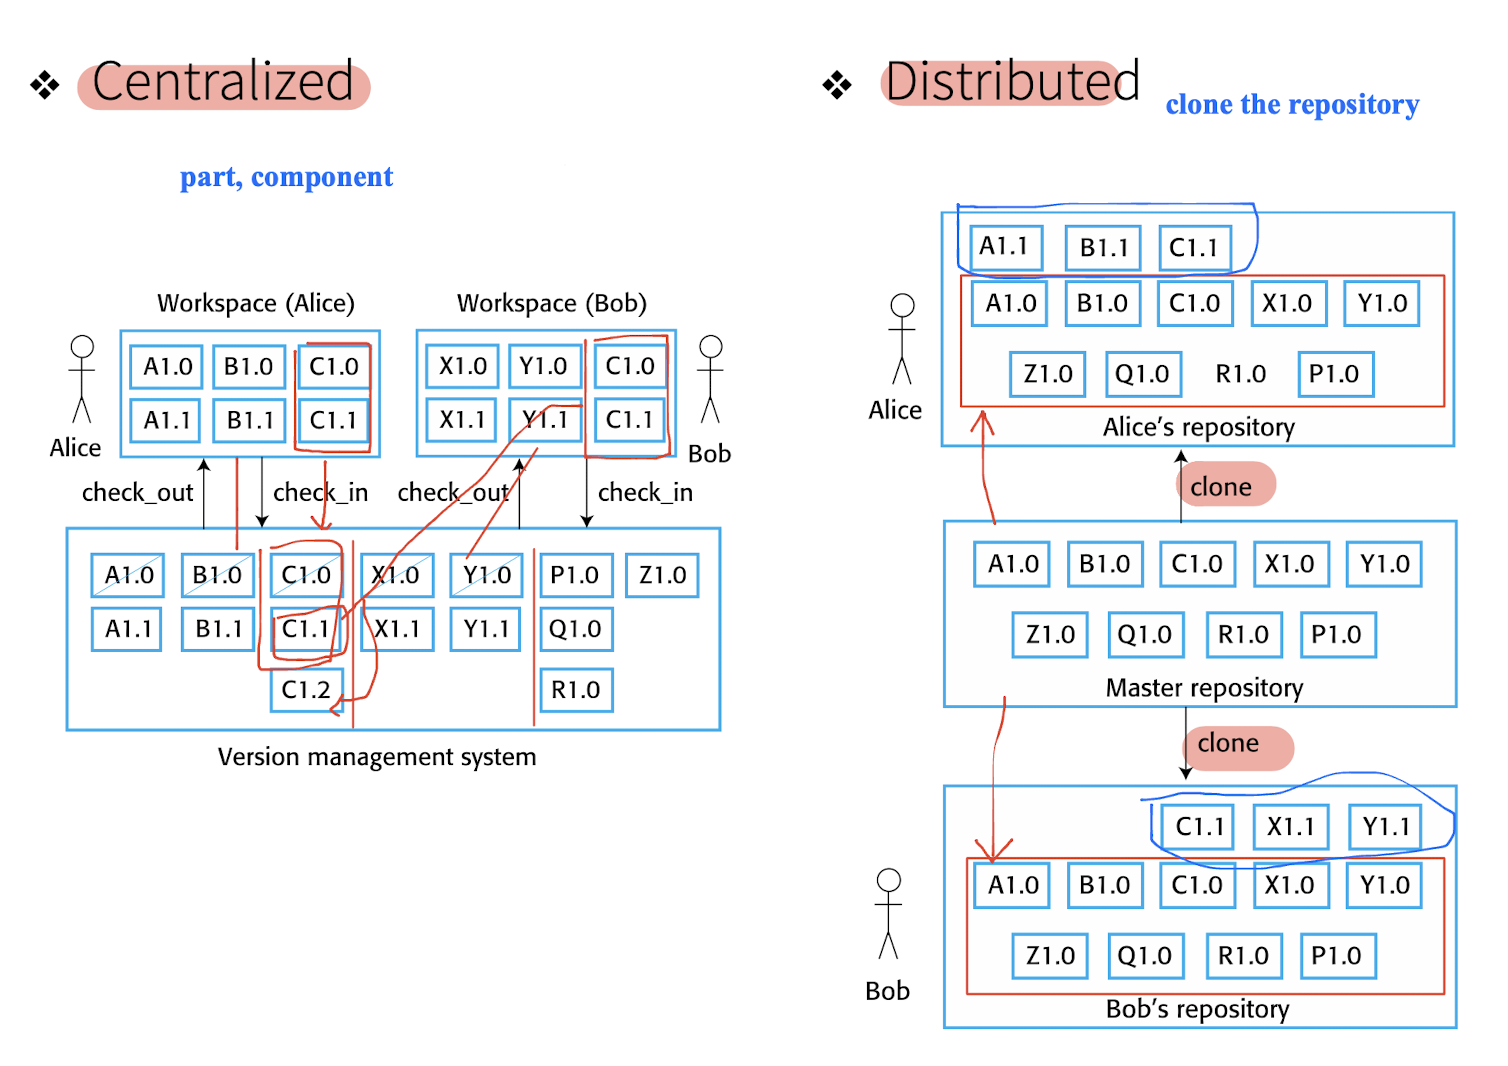 ❖ Centralized
part, component
Workspace (Alice) Workspace (Bob)
A1.0 B1.0 C1.0 X1.0 Y1.0 C1.0
A1.1 B1.1 C1.1 X1.1 Y1.1 C1.1
Alice Bob
check_out check_in check_out check_in
A1.0 B1.0 C1.0 X1.0 Y1.0 P1.0 Z1.0
A1.1 B1.1 C1.1 X1.1 Y1.1 Q1.0
C1.2 R1.0
Version management system
❖ Distributed
clone the repository
A1.1 B1.1 C1.1
A1.0 B1.0 C1.0 X1.0 Y1.0
Z1.0 Q1.0 R1.0 P1.0
Alice
Alice's repository
clone
A1.0 B1.0 C1.0 X1.0 Y1.0
Z1.0 Q1.0 R1.0 P1.0
Master repository
clone
C1.1 X1.1 Y1.1
A1.0 B1.0 C1.0 X1.0 Y1.0
Z1.0 Q1.0 R1.0 P1.0
Bob
Bob's repository